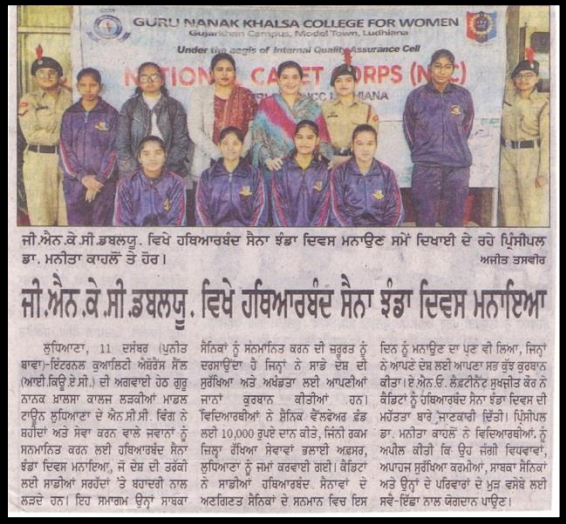 GURU NANAK KHALSA COLLEGE FOR WOMEN
Gujarkhan Campus, Model Town, Ludhiana
Under the aegis of Internal Quality Assurance Cell
NATIONAL CADET CORPS (NCC)
LUDHIANA
ਜੀ.ਐਨ.ਕੇ.ਸੀ.ਡਬਲਯੂ. ਵਿਖੇ ਹਥਿਆਰਬੰਦ ਸੈਨਾ ਝੰਡਾ ਦਿਵਸ ਮਨਾਉਣ ਸਮੇਂ ਦਿਖਾਈ ਦੇ ਰਹੇ ਪ੍ਰਿੰਸੀਪਲ
ਡਾ. ਮਨੀਤਾ ਕਾਹਲੋਂ ਤੇ ਹੋਰ।
ਅਜੀਤ ਤਸਵੀਰ
ਜੀ.ਐਨ.ਕੇ.ਸੀ.ਡਬਲਯੂ. ਵਿਖੇ ਹਥਿਆਰਬੰਦ ਸੈਨਾ ਝੰਡਾ ਦਿਵਸ ਮਨਾਇਆ
ਲੁਧਿਆਣਾ, 11 ਦਸੰਬਰ (ਪੁਨੀਤ
ਬਾਵਾ)-ਇੰਟਰਨਲ ਕੁਆਲਿਟੀ ਐਸ਼ੋਰੈਂਸ ਸੈੱਲ
(ਆਈ.ਕਿਊ.ਏ.ਸੀ.) ਦੀ ਅਗਵਾਈ ਹੇਠ ਗੁਰੂ
ਨਾਨਕ ਖ਼ਾਲਸਾ ਕਾਲਜ ਲੜਕੀਆਂ ਮਾਡਲ
ਟਾਊਨ ਲੁਧਿਆਣਾ ਦੇ ਐਨ.ਸੀ.ਸੀ. ਵਿੰਗ ਨੇ
ਸ਼ਹੀਦਾਂ ਅਤੇ ਸੇਵਾ ਕਰਨ ਵਾਲੇ ਜਵਾਨਾਂ ਨੂੰ
ਸਨਮਾਨਿਤ ਕਰਨ ਲਈ ਹਥਿਆਰਬੰਦ ਸੈਨਾ
ਝੰਡਾ ਦਿਵਸ ਮਨਾਇਆ, ਜੋ ਦੇਸ਼ ਦੀ ਤਰੱਕੀ
ਲਈ ਸਾਡੀਆਂ ਸਰਹੱਦਾਂ 'ਤੇ ਬਹਾਦਰੀ ਨਾਲ
ਲੜਦੇ ਹਨ। ਇਹ ਸਮਾਗਮ ਉਨ੍ਹਾਂ ਸਾਬਕਾ
ਸੈਨਿਕਾਂ ਨੂੰ ਸਨਮਾਨਿਤ ਕਰਨ ਦੀ ਜ਼ਰੂਰਤ ਨੂੰ
ਦਰਸਾਉਂਦਾ ਹੈ ਜਿਨ੍ਹਾਂ ਨੇ ਸਾਡੇ ਦੇਸ਼ ਦੀ
ਸੁਰੱਖਿਆ ਅਤੇ ਅਖੰਡਤਾ ਲਈ ਆਪਣੀਆਂ
ਜਾਨਾਂ ਕੁਰਬਾਨ ਕੀਤੀਆਂ ਹਨ।
ਵਿਦਿਆਰਥੀਆਂ ਨੇ ਸੈਨਿਕ ਵੈੱਲਫੇਅਰ ਫ਼ੰਡ
ਲਈ 10,000 ਰੁਪਏ ਦਾਨ ਕੀਤੇ, ਜਿੰਨੀ ਰਕਮ
ਜ਼ਿਲ੍ਹਾ ਰੱਖਿਆ ਸੇਵਾਵਾਂ ਭਲਾਈ ਅਫ਼ਸਰ,
ਲੁਧਿਆਣਾ ਨੂੰ ਜਮਾਂ ਕਰਵਾਈ ਗਈ। ਕੈਡਿਟਾਂ
ਨੇ ਸਾਡੀਆਂ ਹਥਿਆਰਬੰਦ ਸੈਨਾਵਾਂ ਦੇ
ਅਣਗਿਣਤ ਸੈਨਿਕਾਂ ਦੇ ਸਨਮਾਨ ਵਿਚ ਇਸ
ਦਿਨ ਨੂੰ ਮਨਾਉਣ ਦਾ ਪ੍ਰਣ ਵੀ ਲਿਆ, ਜਿਨ੍ਹਾਂ
ਨੇ ਆਪਣੇ ਦੇਸ਼ ਲਈ ਆਪਣਾ ਸਭ ਕੁੱਝ ਕੁਰਬਾਨ
ਕੀਤਾ। ਏ.ਐਨ.ਓ. ਲੈਫਟੀਨੈਂਟ ਸੁਖਜੀਤ ਕੌਰ ਨੇ
ਕੈਡਿਟਾਂ ਨੂੰ ਹਥਿਆਰਬੰਦ ਸੈਨਾ ਝੰਡਾ ਦਿਵਸ ਦੀ
ਮਹੱਤਤਾ ਬਾਰੇ ਜਾਣਕਾਰੀ ਦਿੱਤੀ। ਪ੍ਰਿੰਸੀਪਲ
ਡਾ. ਮਨੀਤਾ ਕਾਹਲੋਂ ਨੇ ਵਿਦਿਆਰਥੀਆਂ, ਨੂੰ
ਅਪੀਲ ਕੀਤੀ ਕਿ ਉਹ ਜੰਗੀ ਵਿਧਵਾਵਾਂ,
ਅਪਾਹਜ ਸੁਰੱਖਿਆ ਕਰਮੀਆਂ, ਸਾਬਕਾ ਸੈਨਿਕਾਂ
ਅਤੇ ਉਨ੍ਹਾਂ ਦੇ ਪਰਿਵਾਰਾਂ ਦੇ ਮੁੜ ਵਸੇਬੇ ਲਈ
ਸਵੈ-ਇੱਛਾ ਨਾਲ ਯੋਗਦਾਨ ਪਾਉਣ।